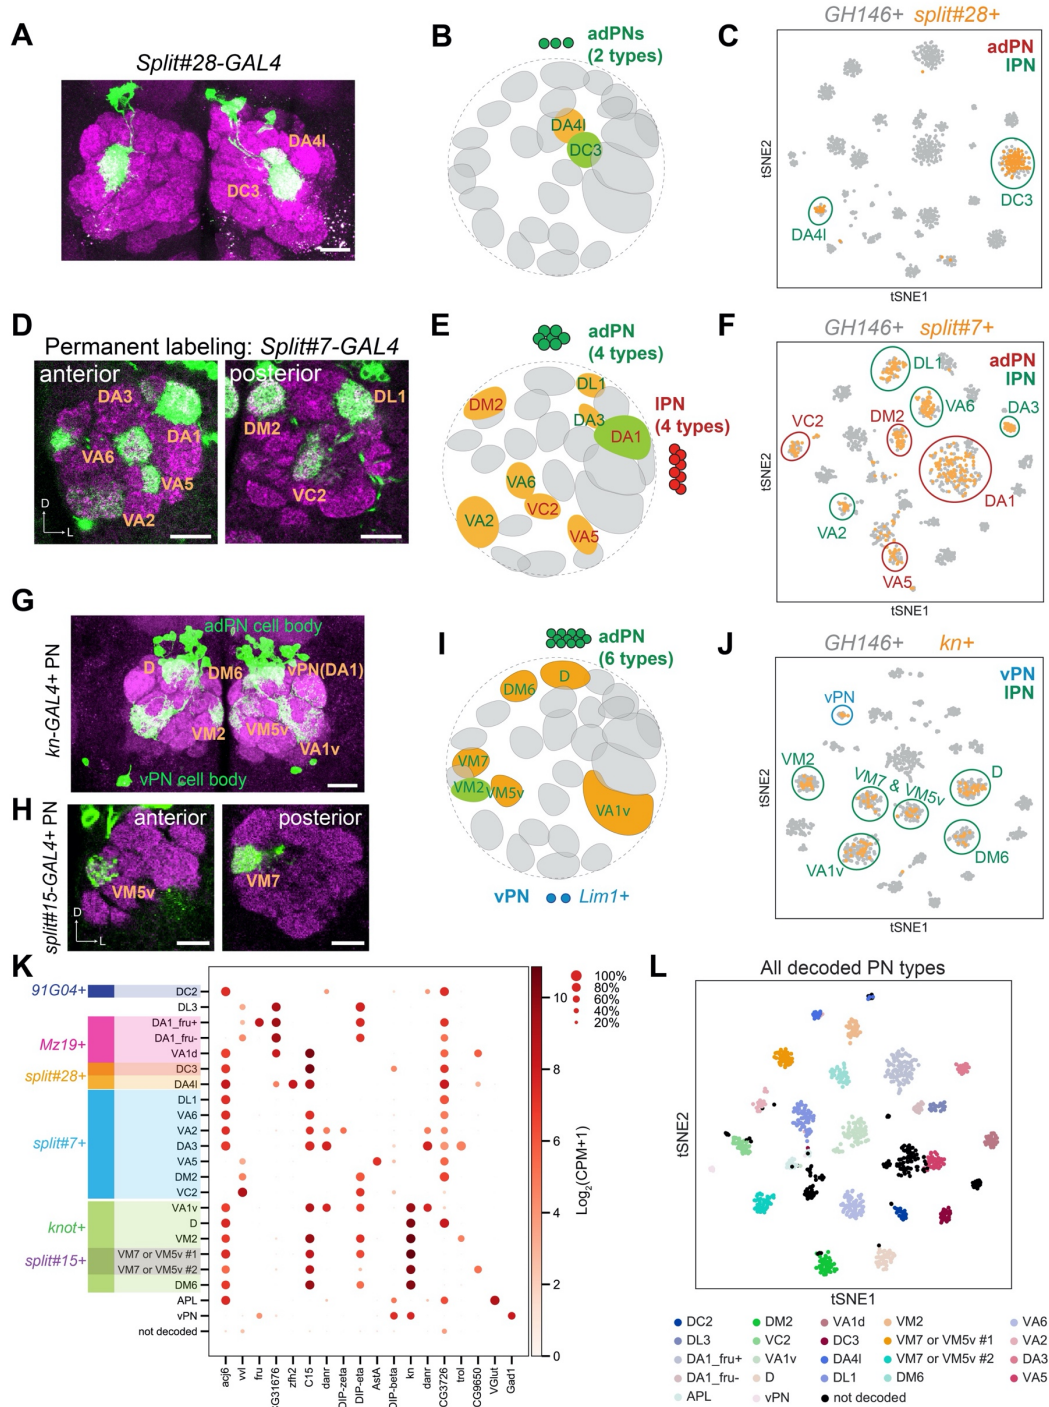 A
Split#28-GAL4
DA4l
DC3
B
adPNs
(2 types)
DA4l
DC3
C
GH146+ split#28+
adPN
lPN
DC3
DA4l
tSNE2
tSNE1
D
Permanent labeling: Split#7-GAL4
anterior
DA3
DA1
VA6
VA5
VA2
D
L
posterior
DL1
DM2
VC2
E
adPN
(4 types)
lPN
(4 types)
DL1
DM2
DA3
DA1
VA6
VC2
VA2
VA5
F
GH146+ split#7+
adPN
lPN
DL1
VA6
DA3
VC2
DM2
DA1
VA2
VA5
tSNE2
tSNE1
G
kn-GAL4+ PN
adPN cell body
D
DM6
vPN(DA1)
VM2
VM5v
VA1v
vPN cell body
H
split#15-GAL4+ PN
anterior
posterior
VM5v
VM7
D
L
I
adPN
(6 types)
D
DM6
VM7
VM2
VM5v
VA1v
vPN
Lim1+
J
GH146+ kn+
vPN
lPN
vPN
VM2
VM7 & VM5v
D
VA1v
DM6
tSNE2
tSNE1
K
91G04+
Mz19+
split#28+
split#7+
knot+
split#15+
DC2
DL3
DA1_fru+
DA1_fru-
VA1d
DC3
DA4l
DL1
VA6
VA2
DA3
VA5
DM2
VC2
VA1v
D
VM2
VM7 or VM5v #1
VM7 or VM5v #2
DM6
APL
vPN
not decoded
acj6
vvl
fru
CG31676
zfh2
C15
danr
DIP-zeta
DIP-eta
AstA
DIP-beta
kn
danr
CG3726
trol
CG9650
VGlut
Gad1
100%
80%
60%
40%
20%
10
8
6
4
2
0
Log2(CPM+1)
L
All decoded PN types
tSNE2
tSNE1
DC2 DM2 VA1d VM2 VA6
DL3 VC2 DC3 VM7 or VM5v #1 VA2
DA1_fru+ VA1v DA4l VM7 or VM5v #2 DA3
DA1_fru- D DL1 DM6 VA5
APL vPN not decoded